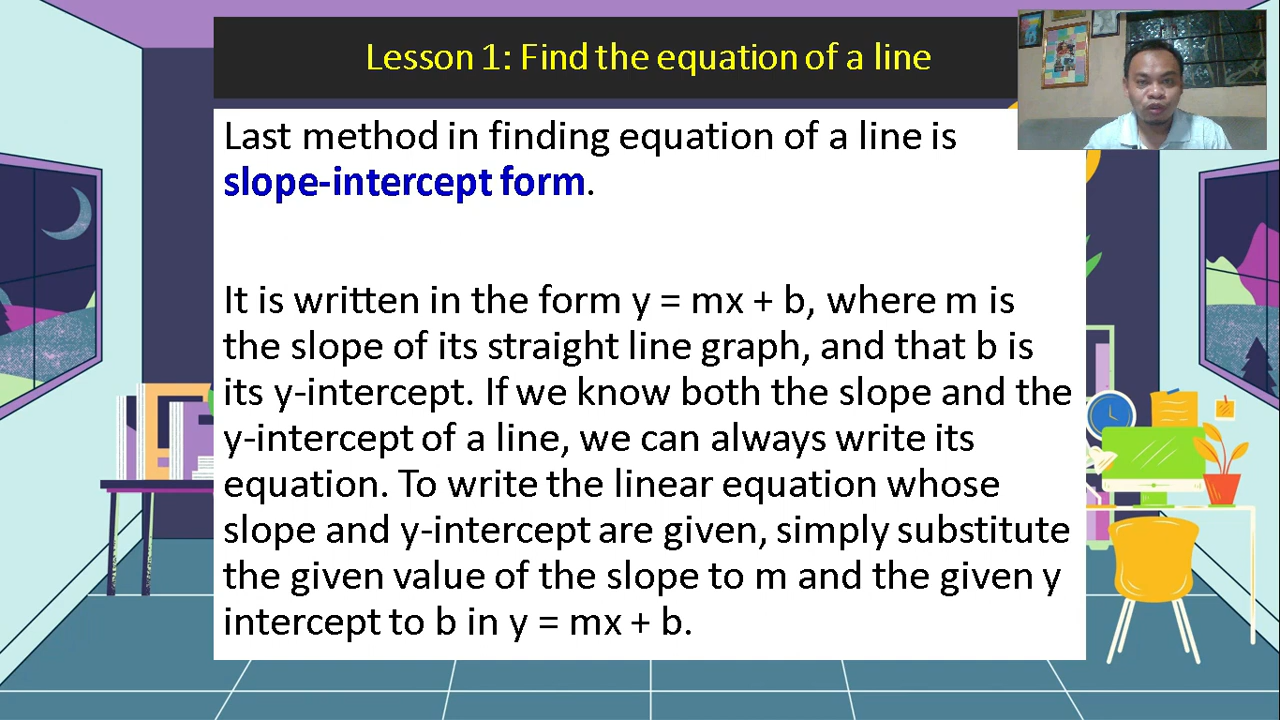 Lesson 1: Find the equation of a line
Last method in finding equation of a line is
slope-intercept form.
It is written in the form y = mx + b, where m is
the slope of its straight line graph, and that b is
its y-intercept. If we know both the slope and the
y-intercept of a line, we can always write its
equation. To write the linear equation whose
slope and y-intercept are given, simply substitute
the given value of the slope to m and the given y
intercept to b in y = mx + b.